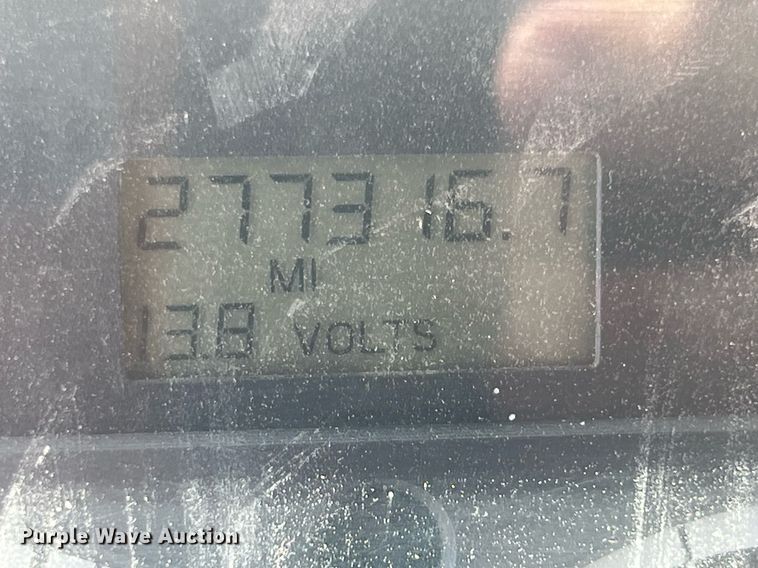 277316.7
MI
13.8 VOLTS
Purple Wave Auction